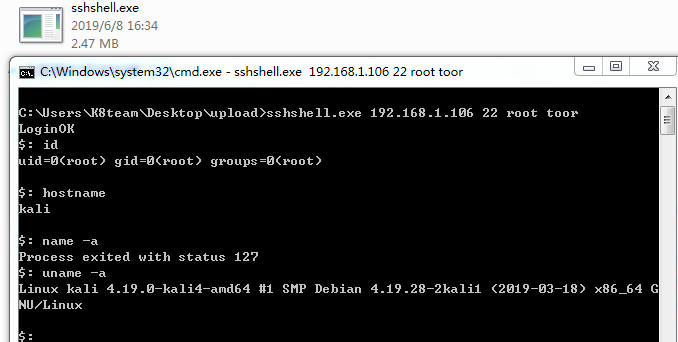 sshshell.exe
2019/6/8 16:34
2.47 MB
C:\Windows\system32\cmd.exe - sshshell.exe  192.168.1.106 22 root toor
C:\Users\K8team\Desktop\upload>sshshell.exe 192.168.1.106 22 root toor
LoginOK
$: id
uid=0(root) gid=0(root) groups=0(root)
$: hostname
kali
$: name -a
Process exited with status 127
$: uname -a
Linux kali 4.19.0-kali4-amd64 #1 SMP Debian 4.19.28-2kali1 (2019-03-18) x86_64 G
NU/Linux
$: